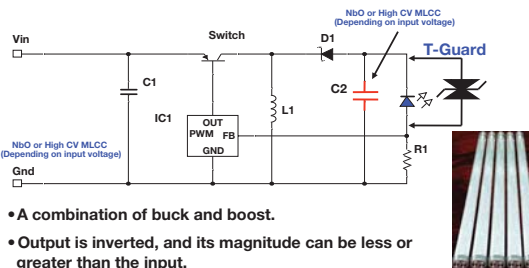 NbO or High CV MLCC
(Depending on input voltage)
Vin
Switch
D1
T-Guard
C1
C2
IC1
L1
OUT
PWM
FB
GND
R1
NbO or High CV MLCC
(Depending on input voltage)
Gnd
•A combination of buck and boost.
•Output is inverted, and its magnitude can be less or
greater than the input.